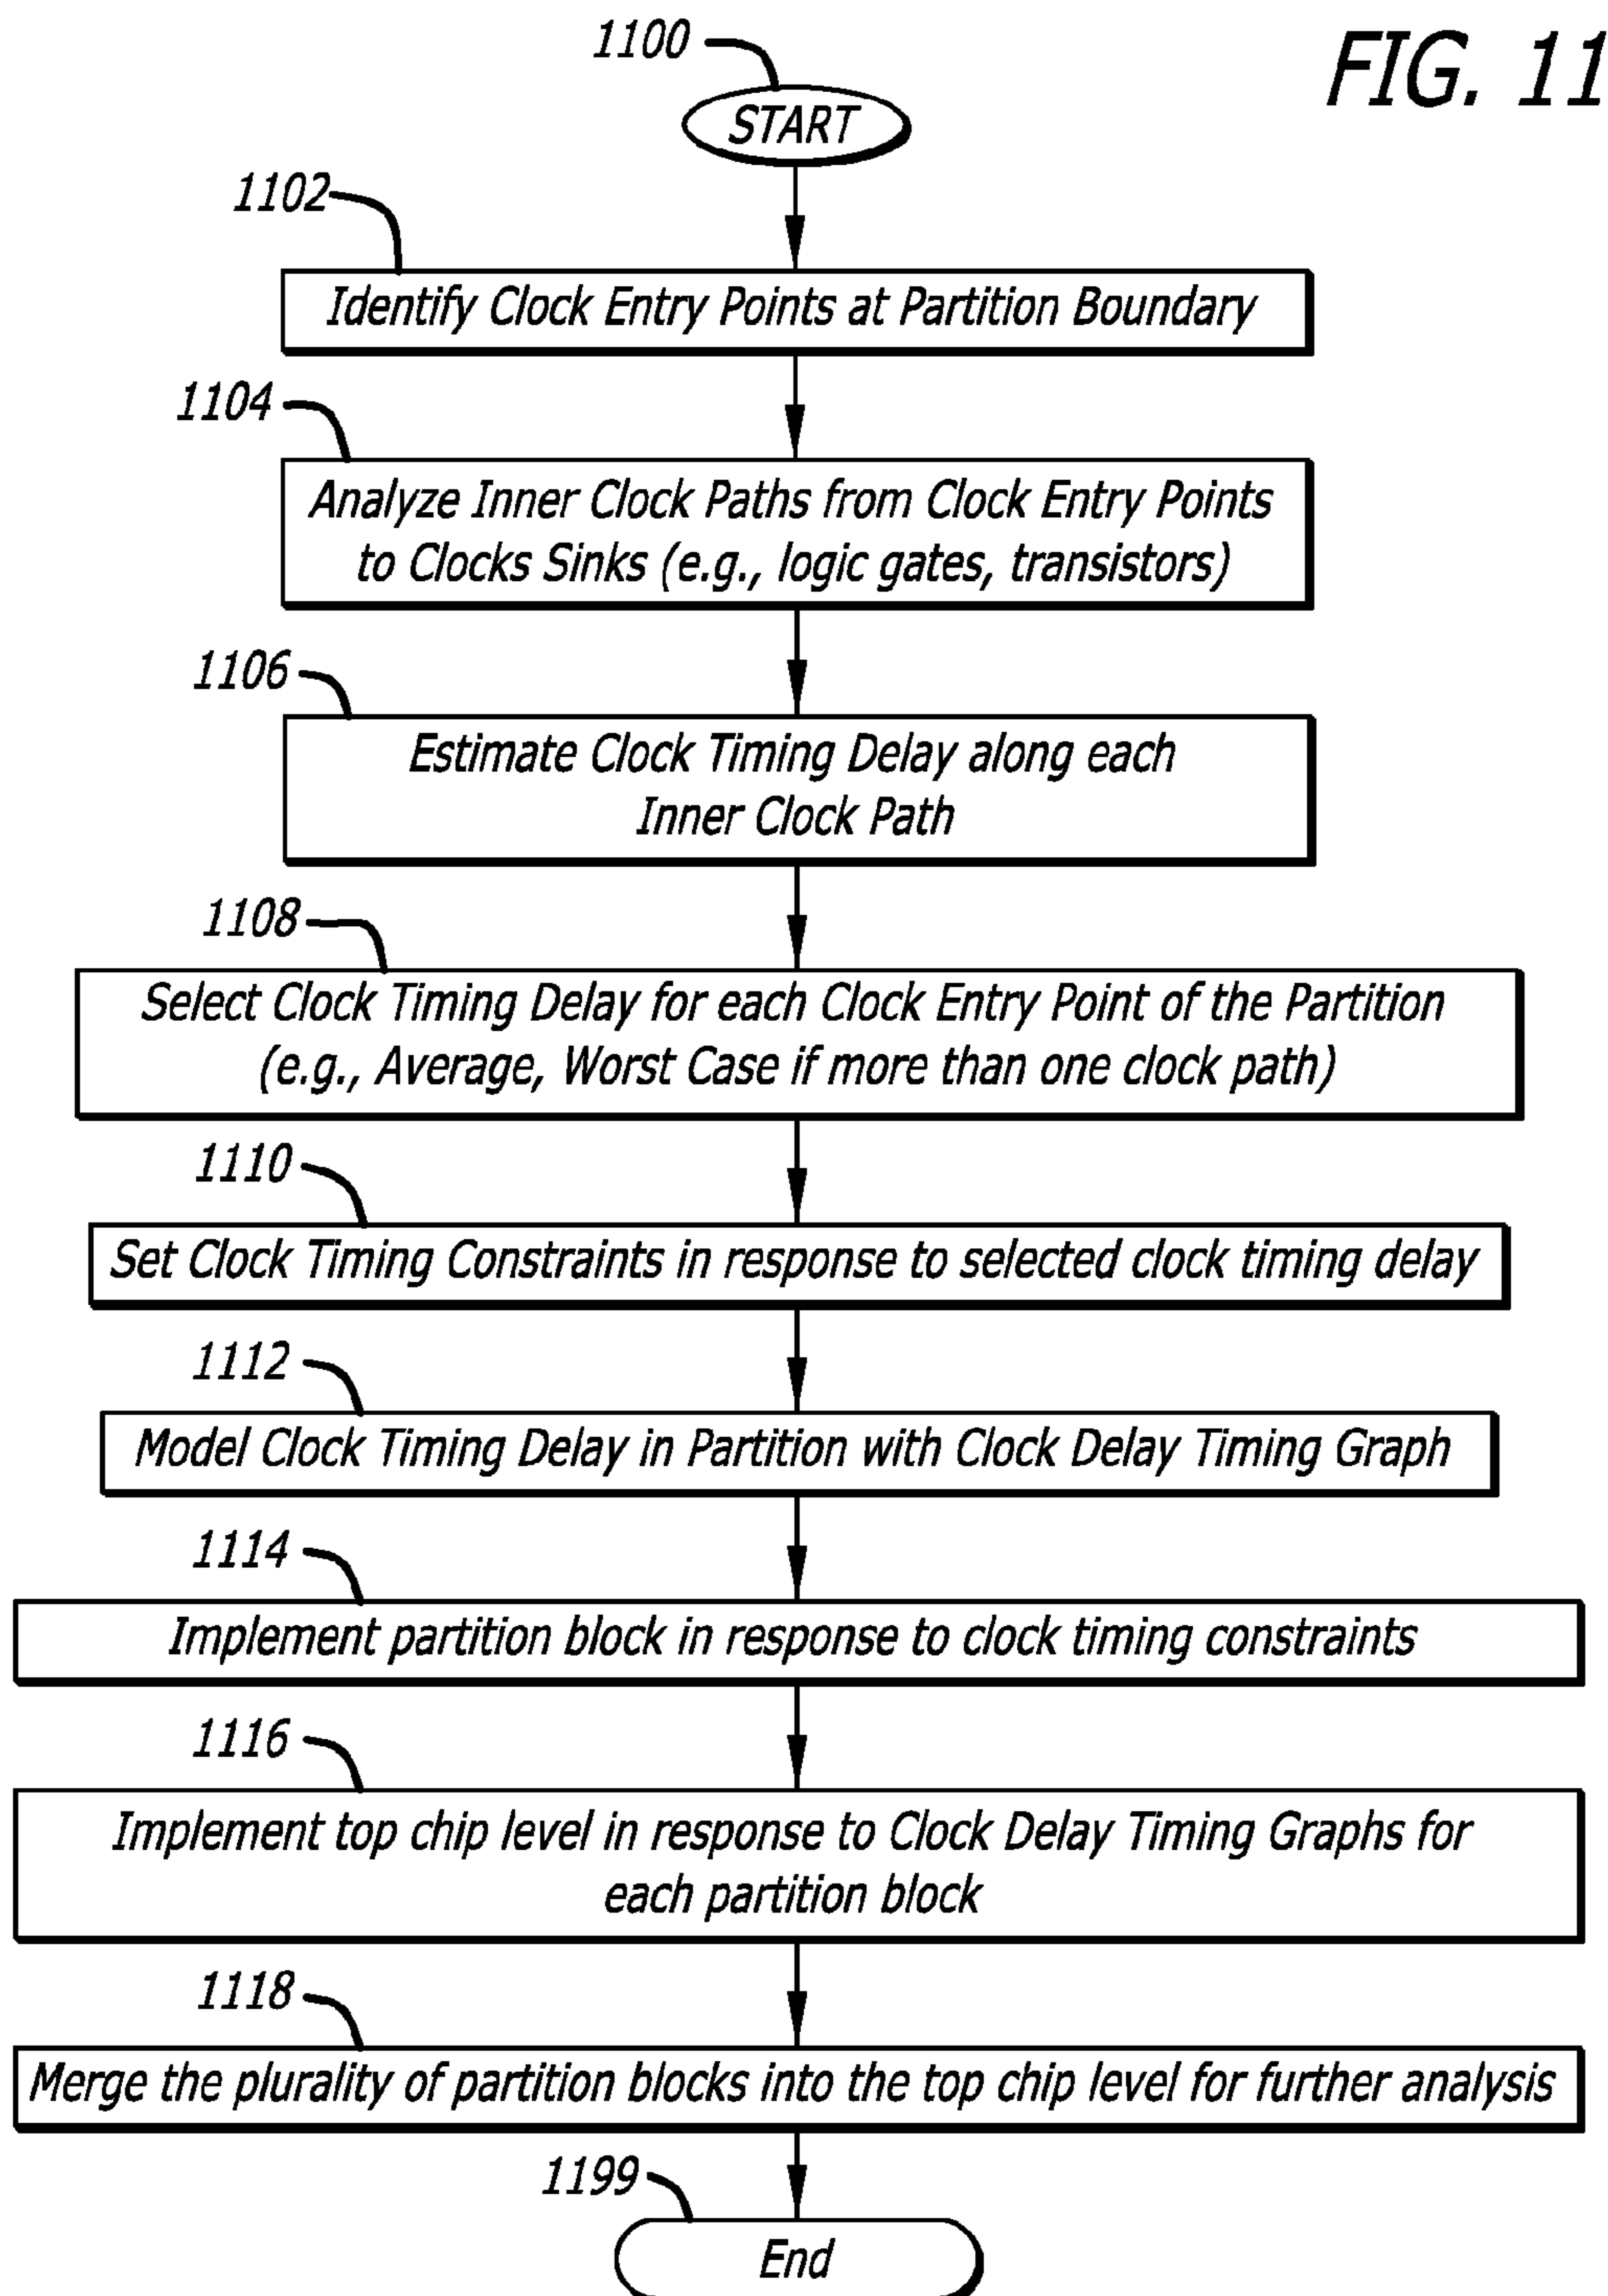 FIG. 11
1100
START
1102
Identify Clock Entry Points at Partition Boundary
1104
Analyze Inner Clock Paths from Clock Entry Points
to Clocks Sinks (e.g., logic gates, transistors)
1106
Estimate Clock Timing Delay along each
Inner Clock Path
1108
Select Clock Timing Delay for each Clock Entry Point of the Partition
(e.g., Average, Worst Case if more than one clock path)
1110
Set Clock Timing Constraints in response to selected clock timing delay
1112
Model Clock Timing Delay in Partition with Clock Delay Timing Graph
1114
Implement partition block in response to clock timing constraints
1116
Implement top chip level in response to Clock Delay Timing Graphs for
each partition block
1118
Merge the plurality of partition blocks into the top chip level for further analysis
1199
End